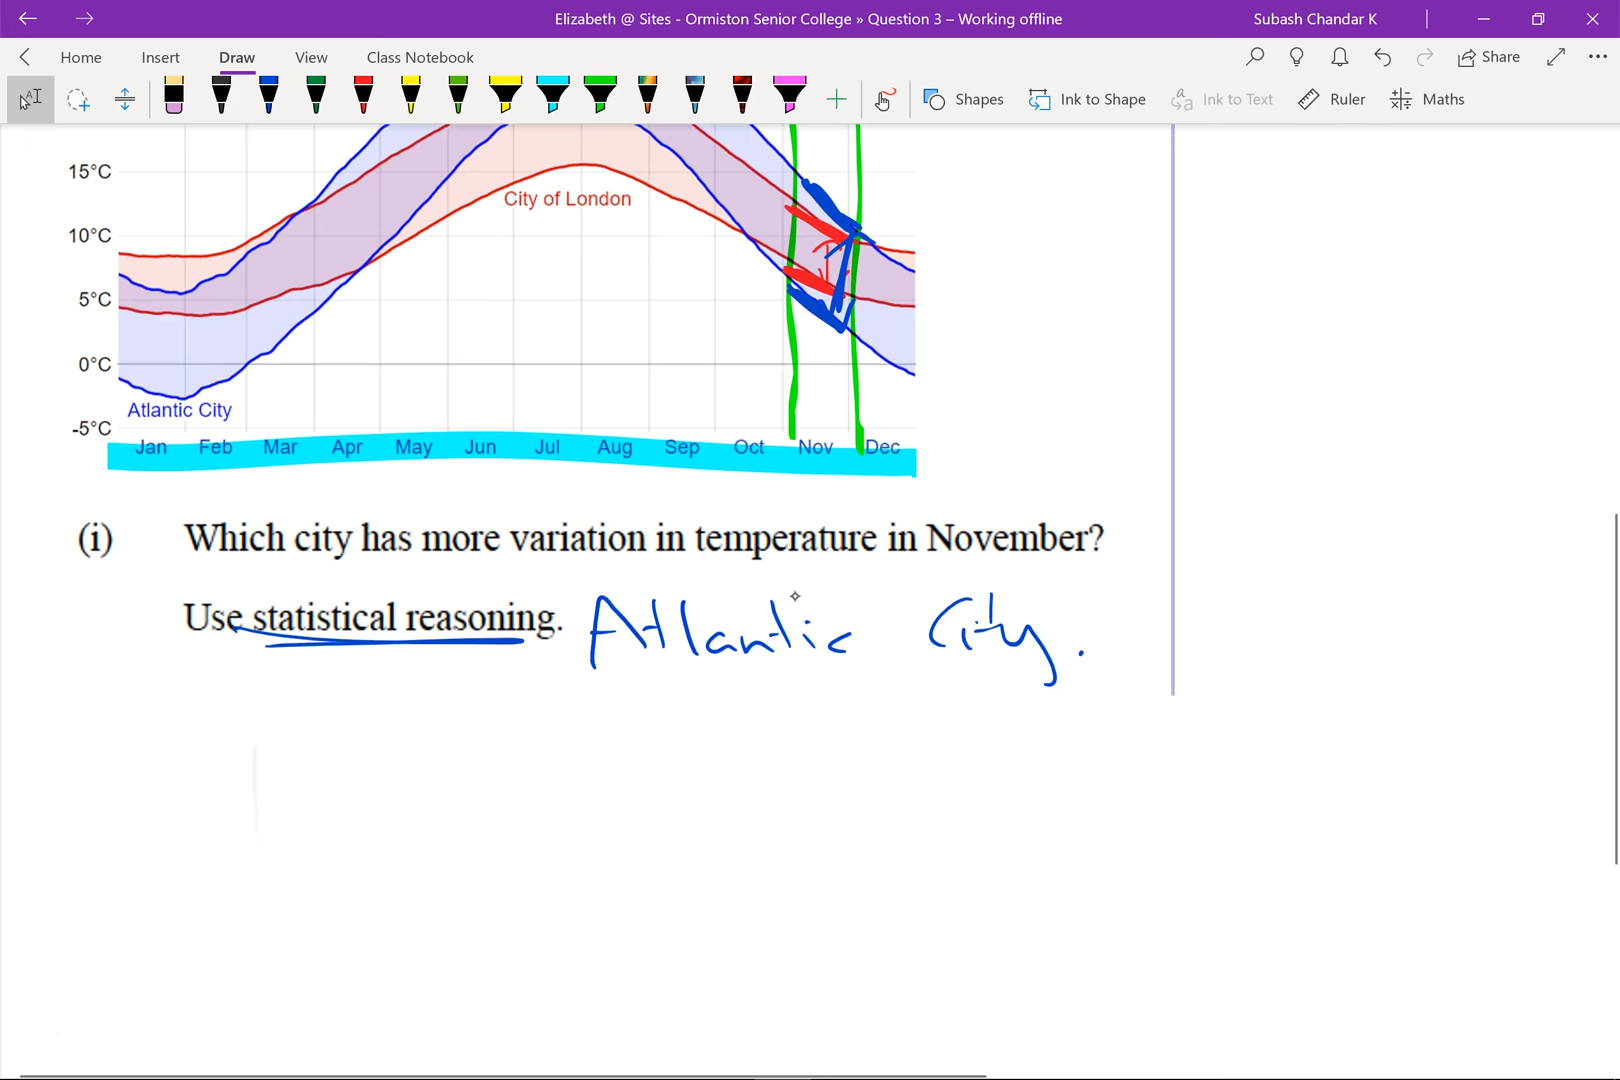 Elizabeth @ Sites - Ormiston Senior College » Question 3 – Working offline
Subash Chandar K
Home Insert Draw View Class Notebook
Share
Shapes Ink to Shape Ink to Text Ruler Maths
15°C
City of London
10°C
5°C
0°C
Atlantic City
-5°C
Jan Feb Mar Apr May Jun Jul Aug Sep Oct Nov Dec
(i) Which city has more variation in temperature in November?
Use statistical reasoning. Atlantic City.